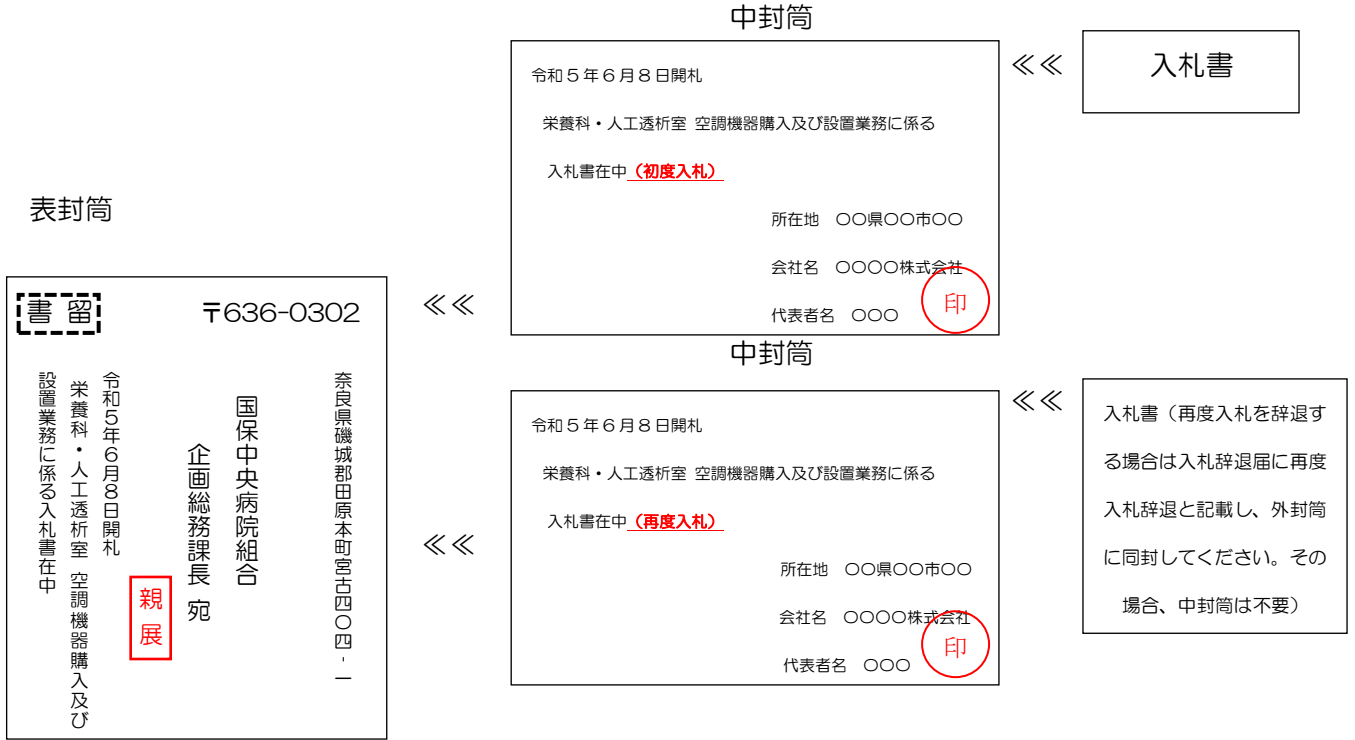 中封筒
令和５年６月８日開札
栄養科・人工透析室 空調機器購入及び設置業務に係る
入札書在中（初度入札）
所在地　〇〇県〇〇市〇〇
会社名　〇〇〇〇株式会社
代表者名　〇〇〇
印
≪≪
入札書
表封筒
書留
〒636-0302
奈良県磯城郡田原本町宮古四〇四-一
国保中央病院組合
企画総務課長 宛
親展
令和５年６月８日開札
栄養科・人工透析室 空調機器購入及び
設置業務に係る入札書在中
≪≪
≪≪
中封筒
令和５年６月８日開札
栄養科・人工透析室 空調機器購入及び設置業務に係る
入札書在中（再度入札）
所在地　〇〇県〇〇市〇〇
会社名　〇〇〇〇株式会社
代表者名　〇〇〇
印
≪≪
入札書（再度入札を辞退す
る場合は入札辞退届に再度
入札辞退と記載し、外封筒
に同封してください。その
場合、中封筒は不要）